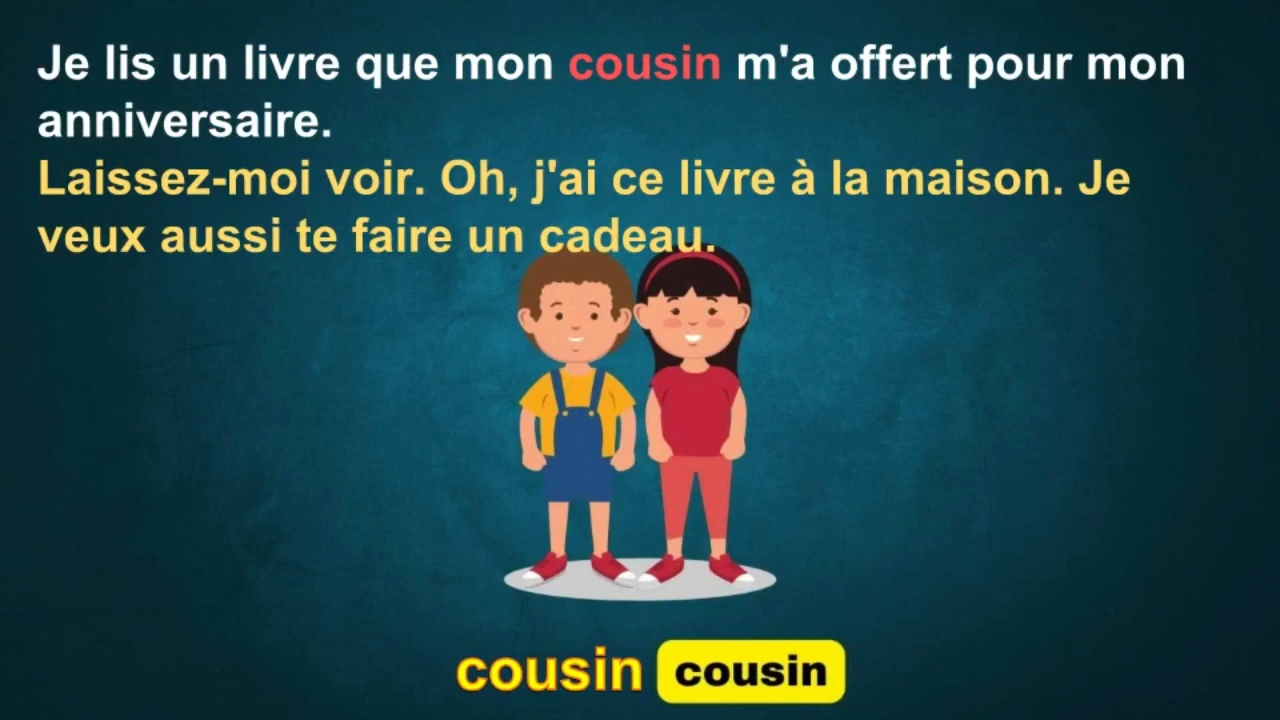 Je lis un livre que mon cousin m'a offert pour mon
anniversaire.
Laissez-moi voir. Oh, j'ai ce livre à la maison. Je
veux aussi te faire un cadeau.
cousin cousin